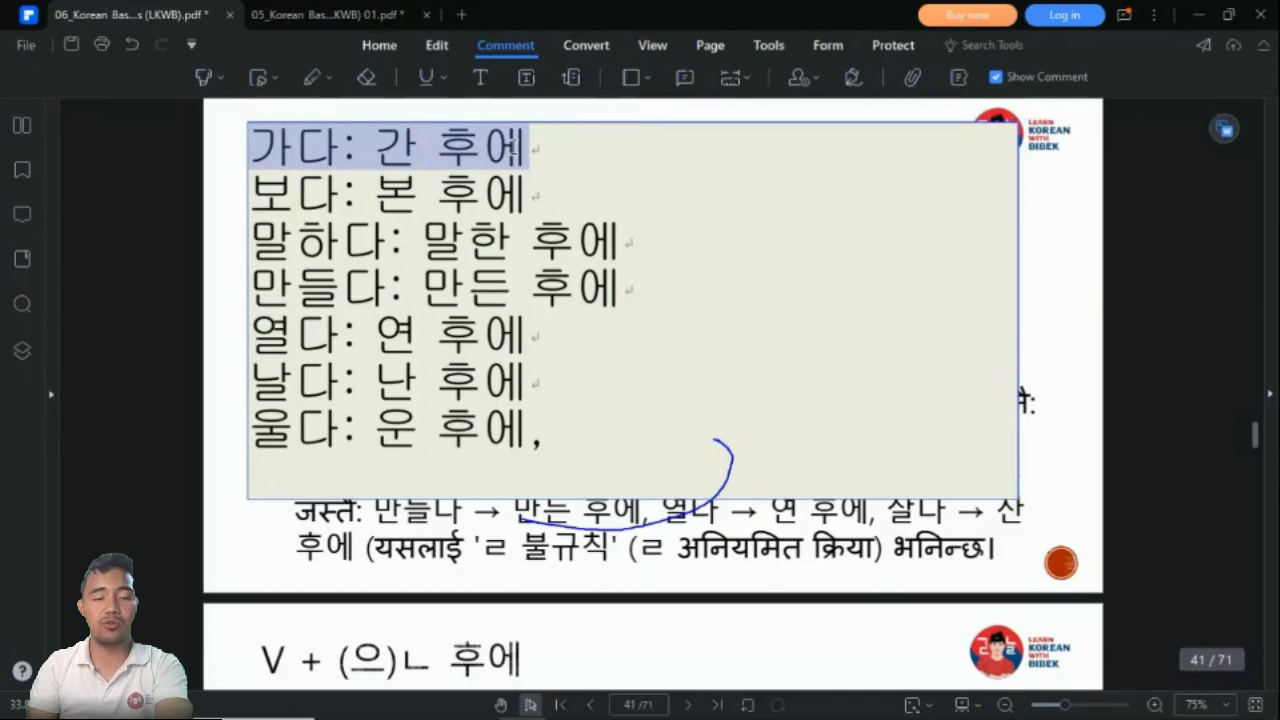 06_Korean Bas...s (LKWB).pdf *
05_Korean Bas...KWB) 01.pdf *
Buy now
Log in
File
Home
Edit
Comment
Convert
View
Page
Tools
Form
Protect
Search Tools
Show Comment
LEARN
KOREAN
WITH
BIBEK
가다: 간 후에
보다: 본 후에
말하다: 말한 후에
만들다: 만든 후에
열다: 연 후에
날다: 난 후에
울다: 운 후에,
जस्तै: 만들다 → 만든 후에, 열다 → 연 후에, 살다 → 산
후에 (यसलाई 'ㄹ 불규칙' (ㄹ अनियमित क्रिया) भनिन्छ।
V + (으)ㄴ 후에
LEARN
KOREAN
WITH
BIBEK
41 / 71
41 /71
75%